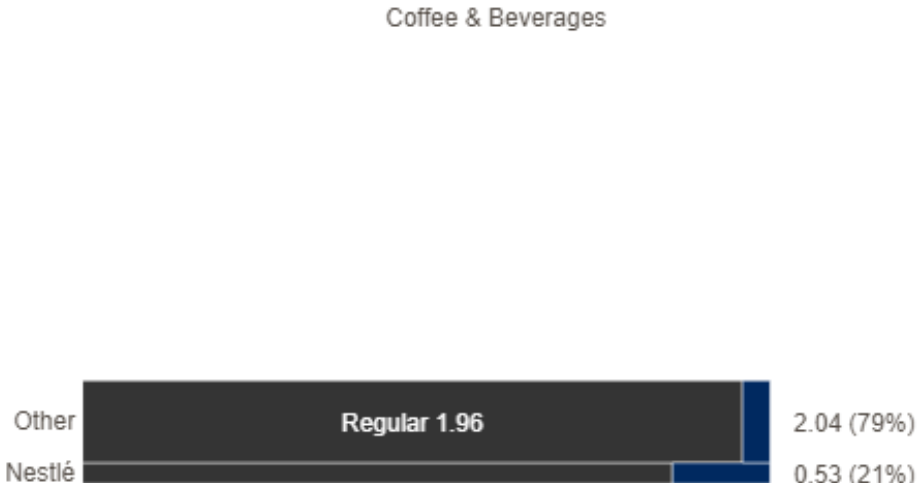 Coffee & Beverages
Other Regular 1.96 2.04 (79%)
Nestlé 0.53 (21%)